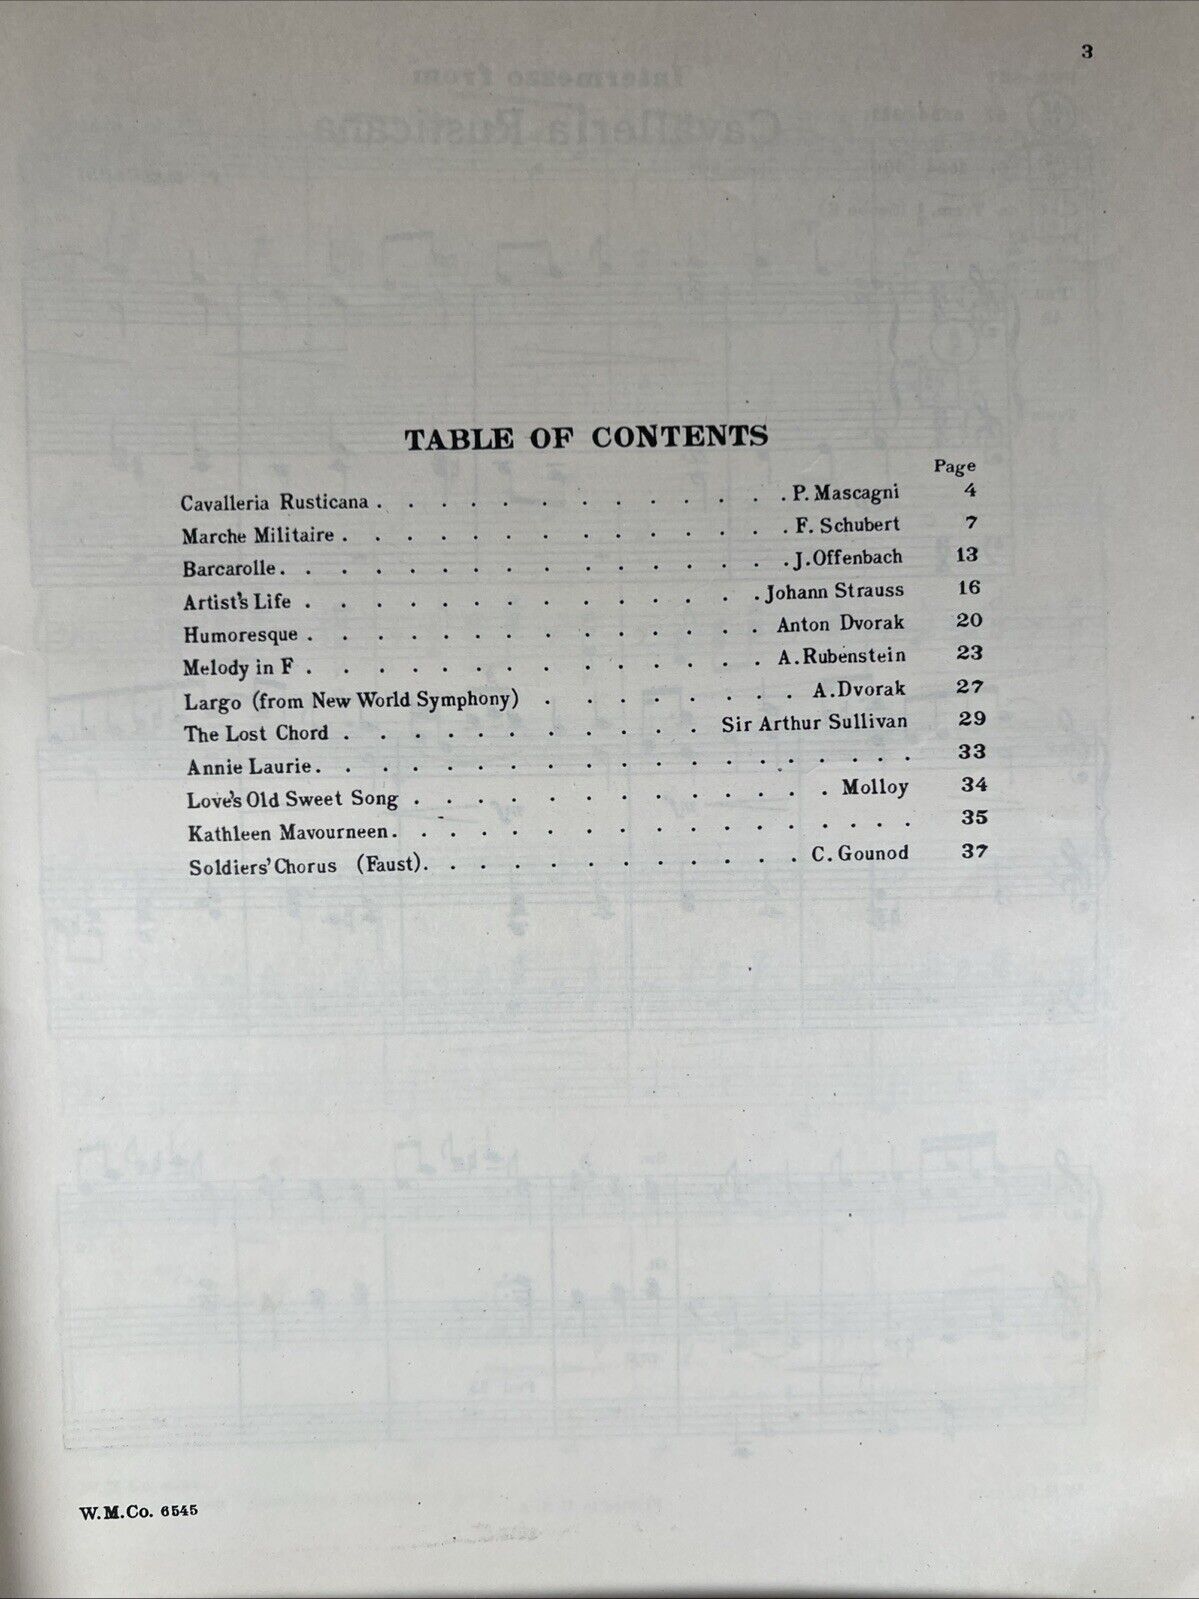 3
TABLE OF CONTENTS
Page
Cavalleria Rusticana . . . . . . . . . . . . . P. Mascagni 4
Marche Militaire . . . . . . . . . . . . . . F. Schubert 7
Barcarolle. . . . . . . . . . . . . . . . J.Offenbach 13
Artist's Life . . . . . . . . . . . . . . Johann Strauss 16
Humoresque . . . . . . . . . . . . . . Anton Dvorak 20
Melody in F . . . . . . . . . . . . . . A.Rubenstein 23
Largo (from New World Symphony) . . . . . . . . A.Dvorak 27
The Lost Chord . . . . . . . . . . . Sir Arthur Sullivan 29
Annie Laurie. . . . . . . . . . . . . . . . . . 33
Love's Old Sweet Song . . . . . . . . . . . . . Molloy 34
Kathleen Mavourneen. . . . . . . . . . . . . . . . 35
Soldiers' Chorus (Faust). . . . . . . . . . . . C. Gounod 37
W.M.Co. 6545